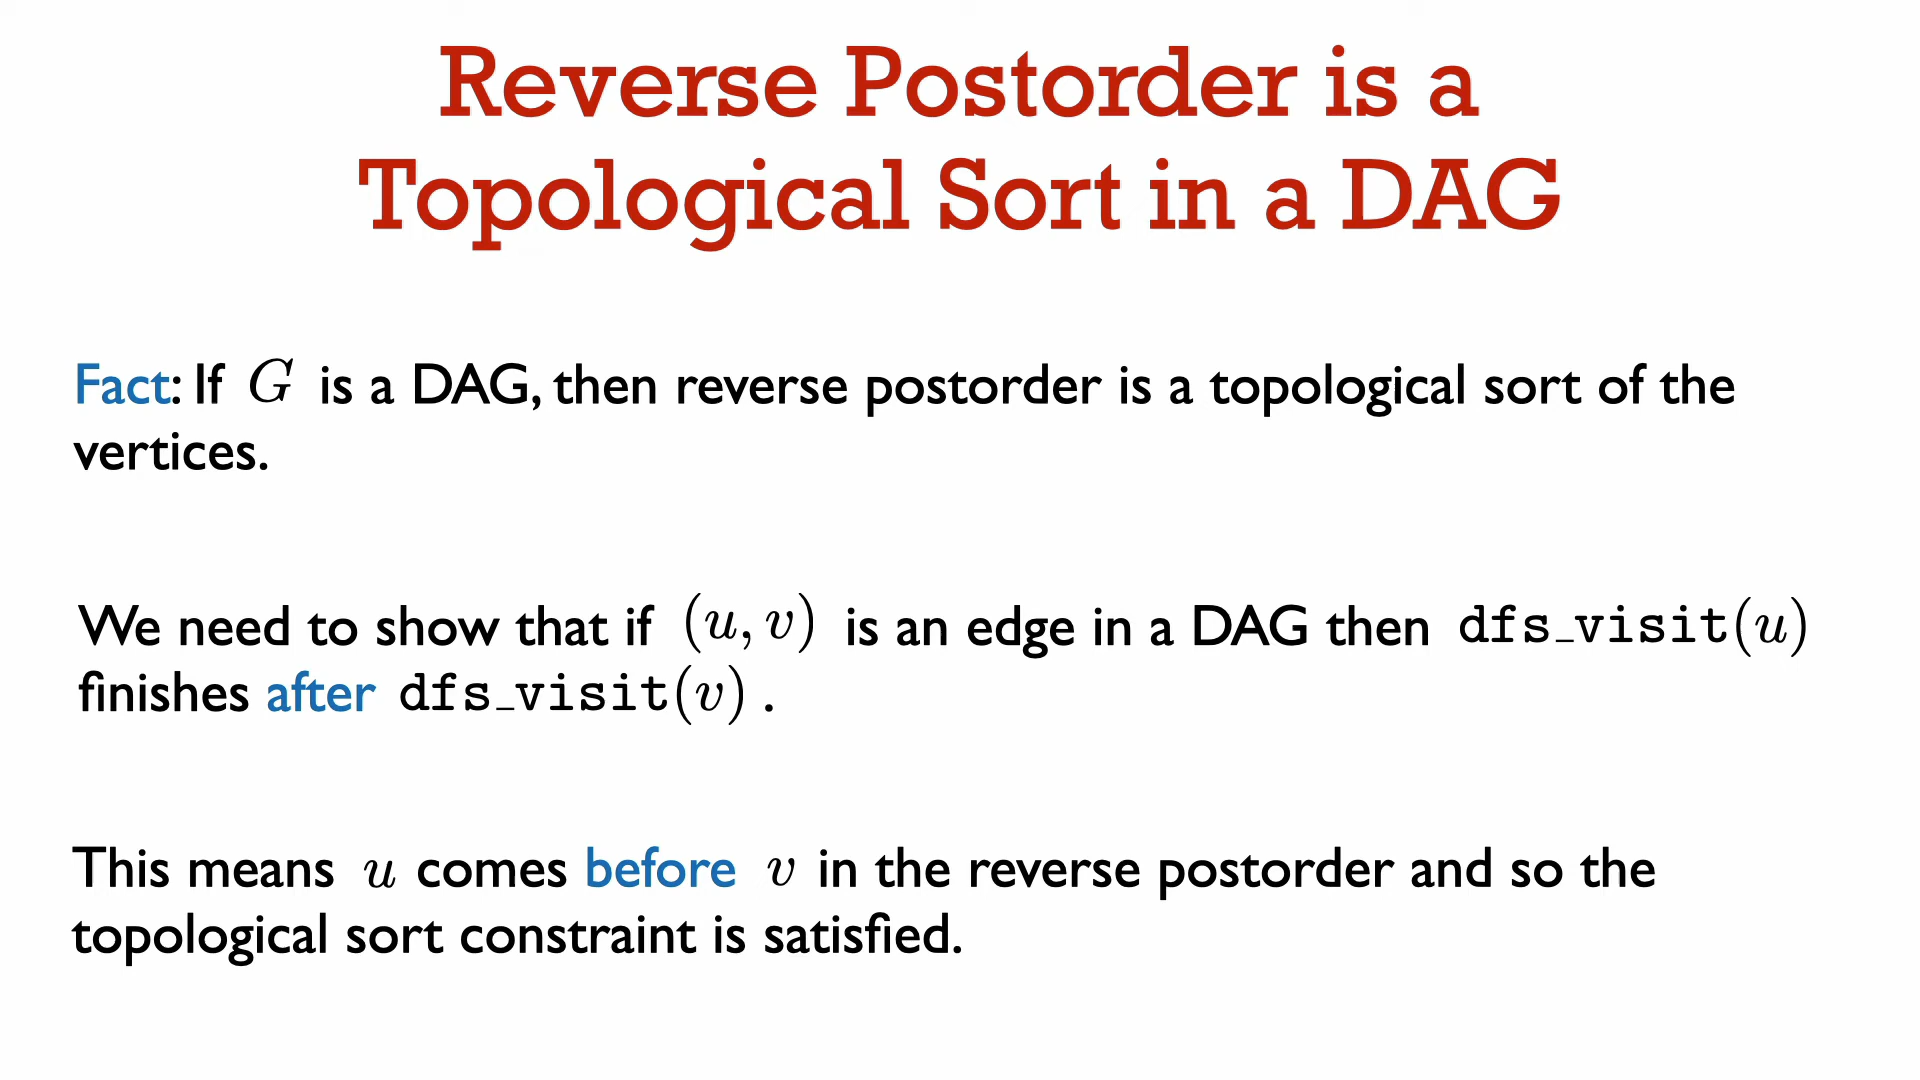 Reverse Postorder is a
Topological Sort in a DAG
Fact: If G is a DAG, then reverse postorder is a topological sort of the
vertices.
We need to show that if (u, v) is an edge in a DAG then dfs_visit(u)
finishes after dfs_visit(v) .
This means u comes before v in the reverse postorder and so the
topological sort constraint is satisfied.